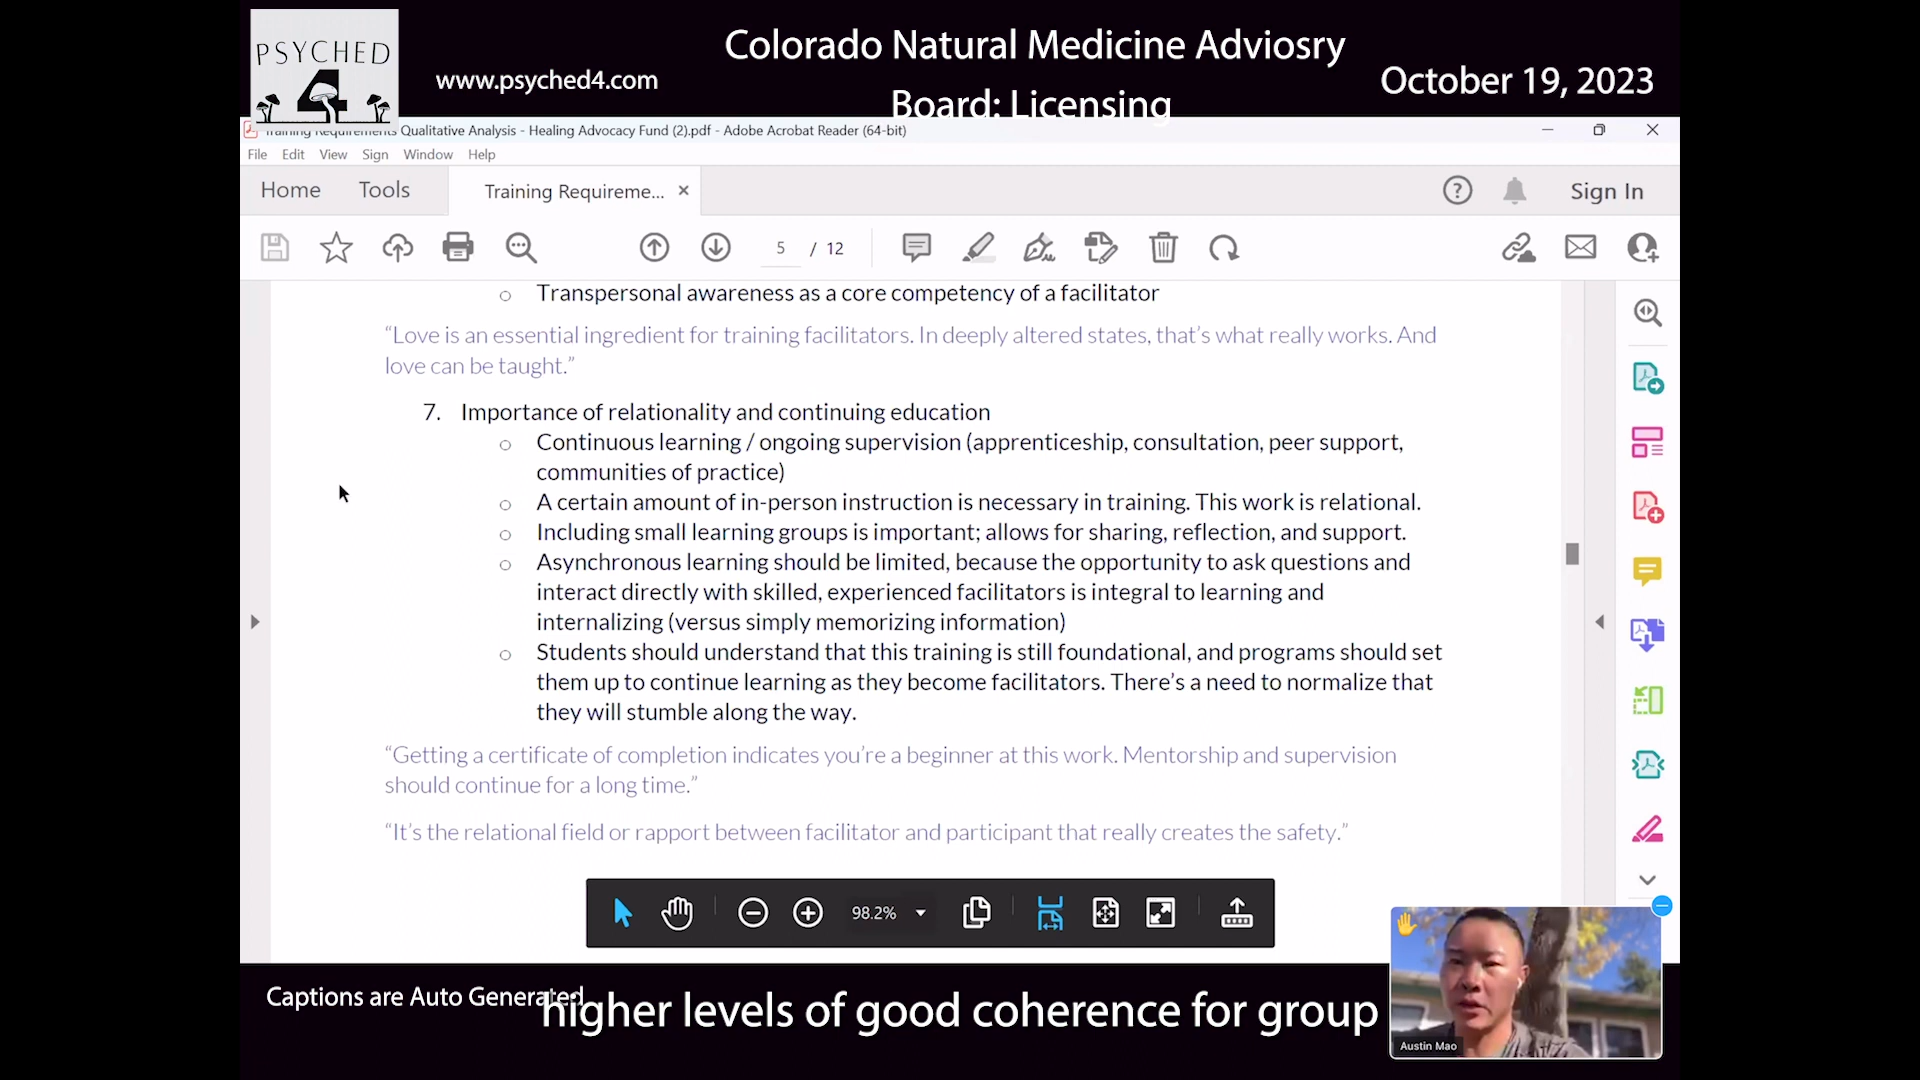 PSYCHED
4
www.psyched4.com
Colorado Natural Medicine Adviosry
Board: Licensing
October 19, 2023
Training Requirements Qualitative Analysis - Healing Advocacy Fund (2).pdf - Adobe Acrobat Reader (64-bit)
File Edit View Sign Window Help
Home Tools Training Requireme... Sign In
5 / 12
o Transpersonal awareness as a core competency of a facilitator
“Love is an essential ingredient for training facilitators. In deeply altered states, that’s what really works. And
love can be taught.”
7. Importance of relationality and continuing education
o Continuous learning / ongoing supervision (apprenticeship, consultation, peer support,
communities of practice)
o A certain amount of in-person instruction is necessary in training. This work is relational.
o Including small learning groups is important; allows for sharing, reflection, and support.
o Asynchronous learning should be limited, because the opportunity to ask questions and
interact directly with skilled, experienced facilitators is integral to learning and
internalizing (versus simply memorizing information)
o Students should understand that this training is still foundational, and programs should set
them up to continue learning as they become facilitators. There’s a need to normalize that
they will stumble along the way.
“Getting a certificate of completion indicates you’re a beginner at this work. Mentorship and supervision
should continue for a long time.”
“It’s the relational field or rapport between facilitator and participant that really creates the safety.”
98.2%
Captions are Auto Generated
higher levels of good coherence for group
Austin Mao